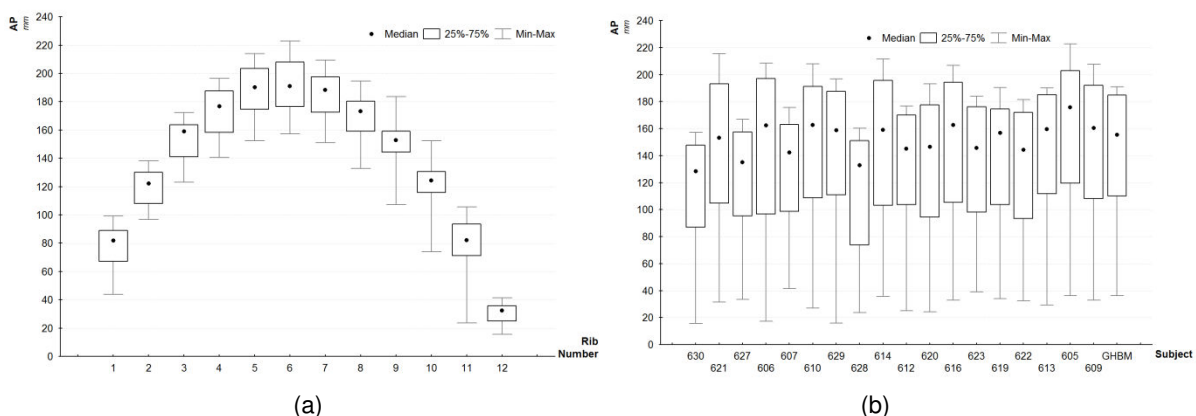 AP
mm
240
220
200
180
160
140
120
100
80
60
40
20
0
Median 25%-75% Min-Max
1 2 3 4 5 6 7 8 9 10 11 12
Rib
Number
(a)
AP
mm
240
220
200
180
160
140
120
100
80
60
40
20
0
Median 25%-75% Min-Max
630 627 607 629 614 620 623 622 605 GHBM
621 606 610 628 612 616 619 613 609
Subject
(b)